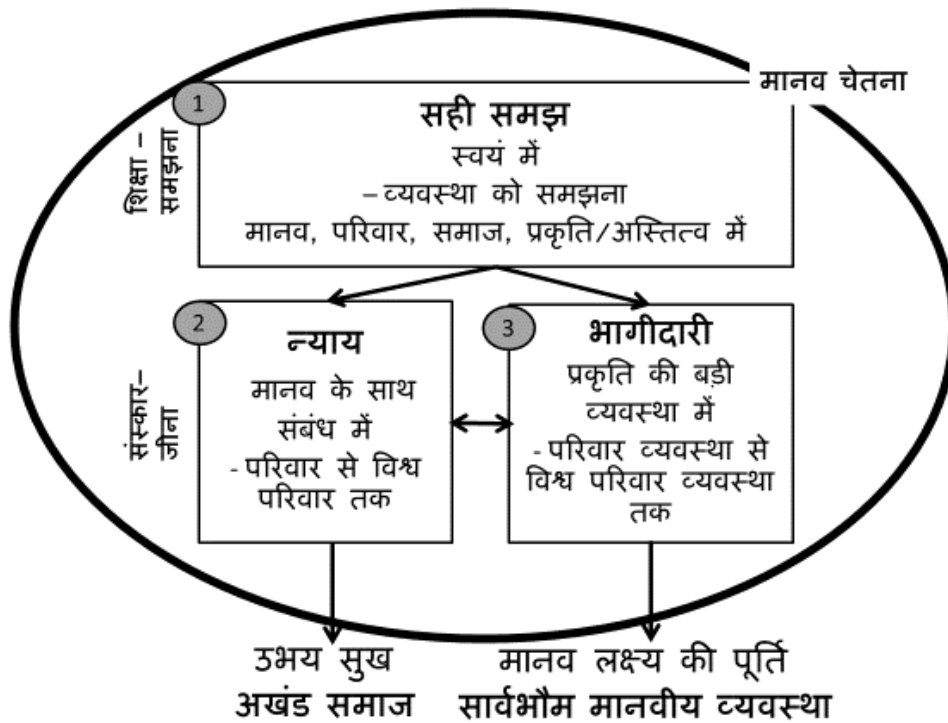 मानव चेतना
1
सही समझ
स्वयं में
–व्यवस्था को समझना
मानव, परिवार, समाज, प्रकृति/अस्तित्व में
शिक्षा –
समझना
2
न्याय
मानव के साथ
संबंध में
-परिवार से विश्व
परिवार तक
3
भागीदारी
प्रकृति की बड़ी
व्यवस्था में
-परिवार व्यवस्था से
विश्व परिवार व्यवस्था
तक
संस्कार–
जीना
उभय सुख
अखंड समाज
मानव लक्ष्य की पूर्ति
सार्वभौम मानवीय व्यवस्था